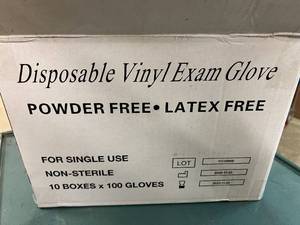 Disposable Vinyl Exam Glove
POWDER FREE • LATEX FREE
FOR SINGLE USE
LOT
NON-STERILE
10 BOXES x 100 GLOVES